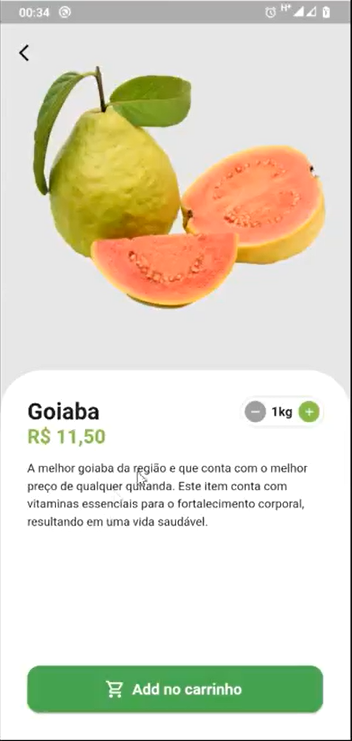 00:34
H+
Goiaba
1kg
R$ 11,50
A melhor goiaba da região e que conta com o melhor
preço de qualquer quitanda. Este item conta com
vitaminas essenciais para o fortalecimento corporal,
resultando em uma vida saudável.
Add no carrinho